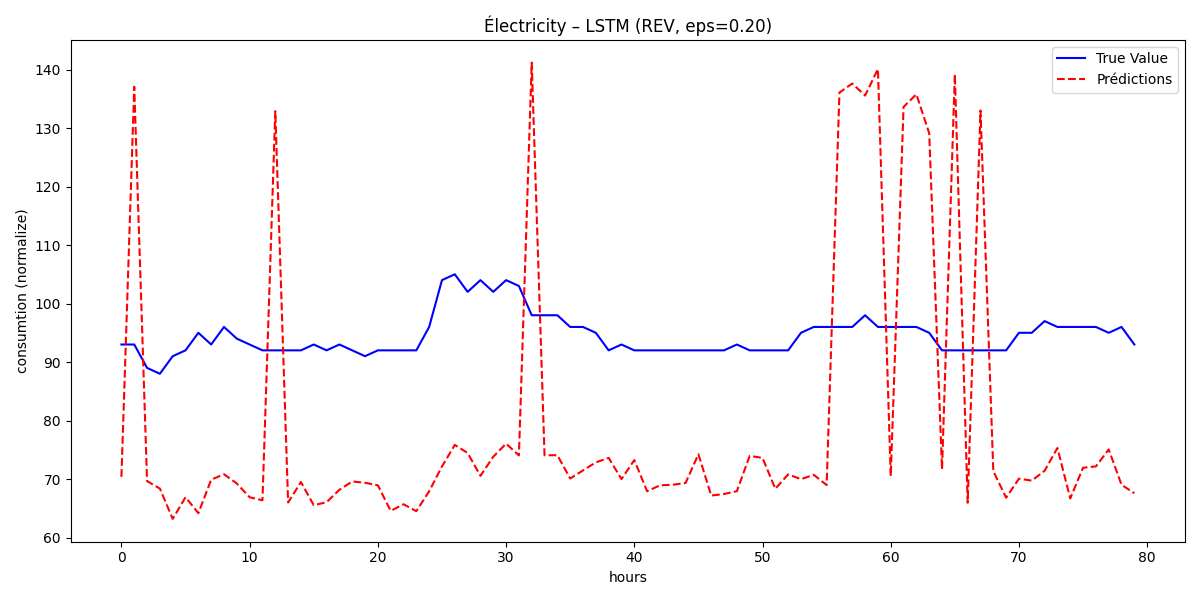 Électricity – LSTM (REV, eps=0.20)
True Value
Prédictions
consumtion (normalize)
140
130
120
110
100
90
80
70
60
0 10 20 30 40 50 60 70 80
hours